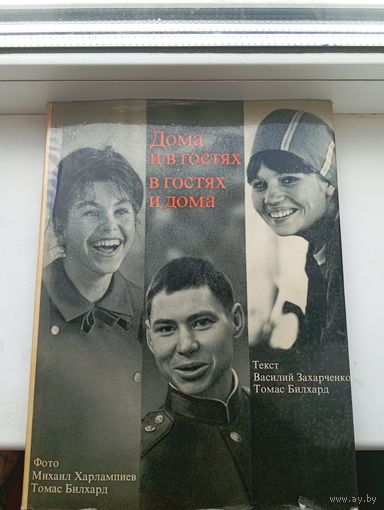 Дома
и в гостях
в гостях
и дома
Текст
Василий Захарченко
Томас Билхард
Фото
Михаил Харлампиев
Томас Билхард
www.ay.by